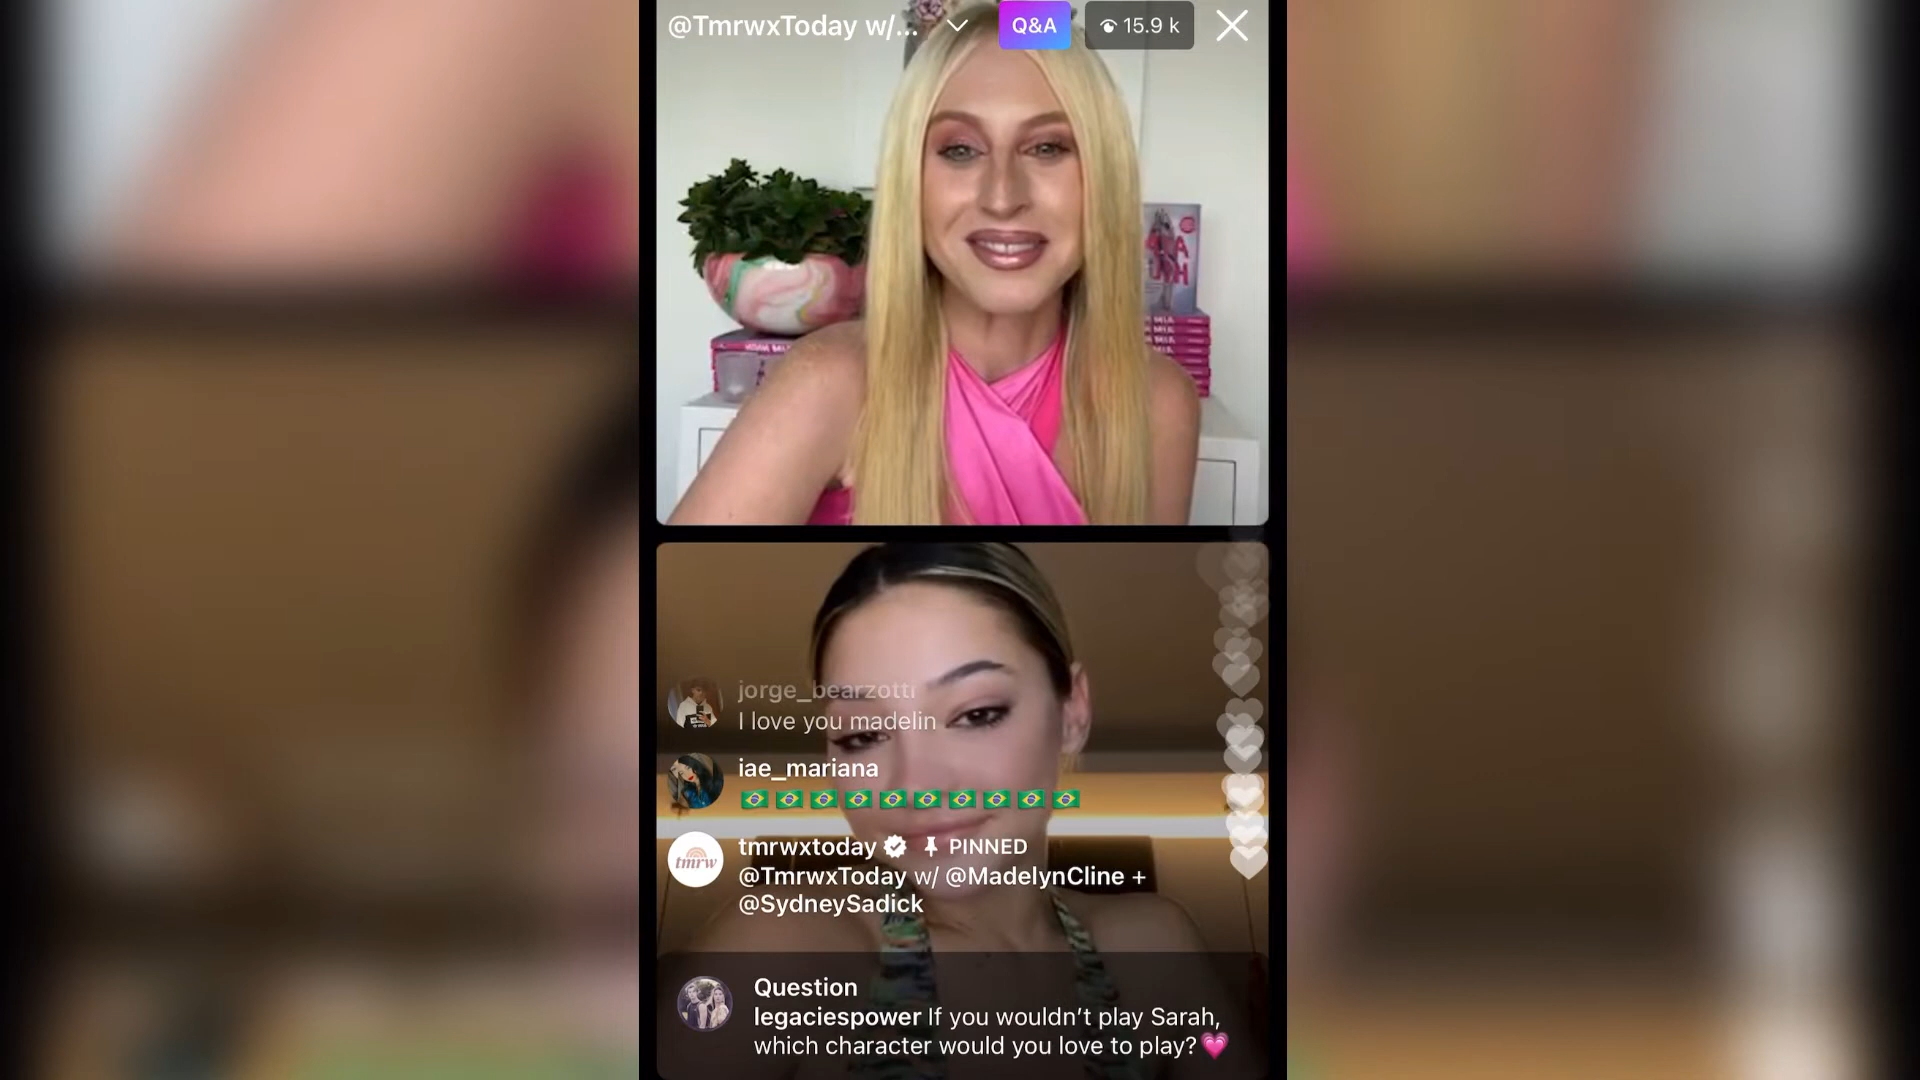 @TmrwxToday w/...
Q&A
15.9 k
jorge_bearzotti
I love you madelin
iae_mariana
tmrwxtoday PINNED
tmrw
@TmrwxToday w/ @MadelynCline +
@SydneySadick
Question
legaciespower If you wouldn’t play Sarah,
which character would you love to play?